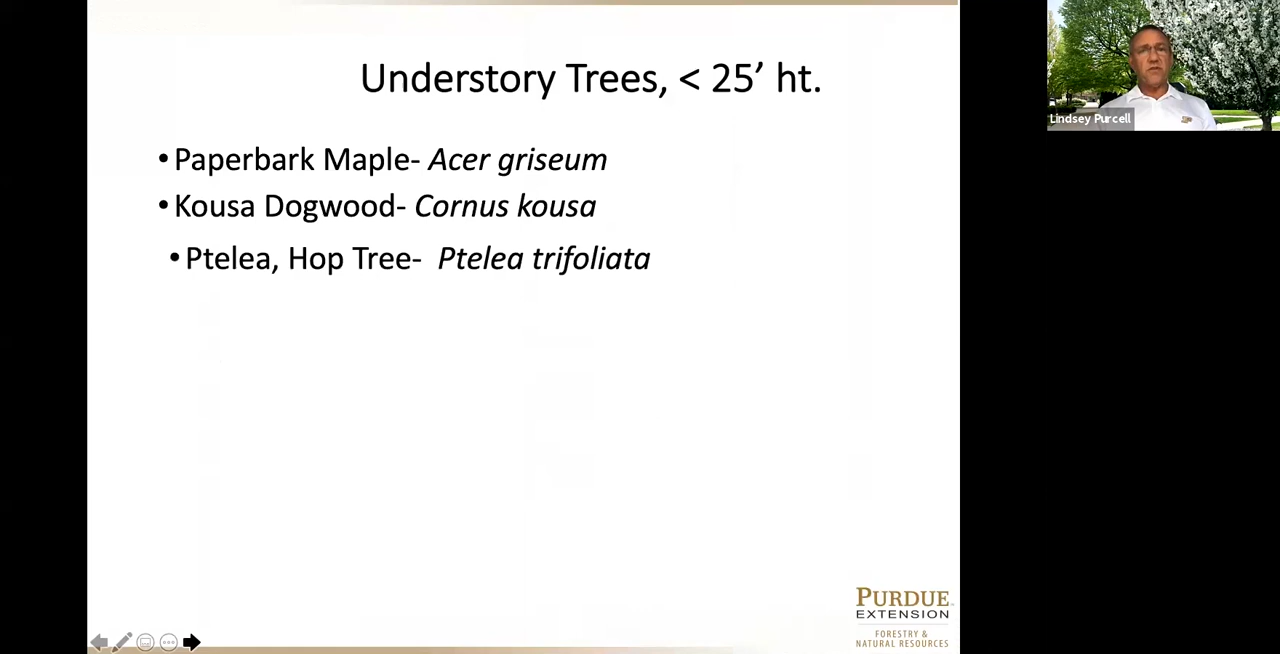 Understory Trees, < 25’ ht.
•Paperbark Maple- Acer griseum
•Kousa Dogwood- Cornus kousa
•Ptelea, Hop Tree- Ptelea trifoliata
Lindsey Purcell
PURDUE
EXTENSION
FORESTRY &
NATURAL RESOURCES